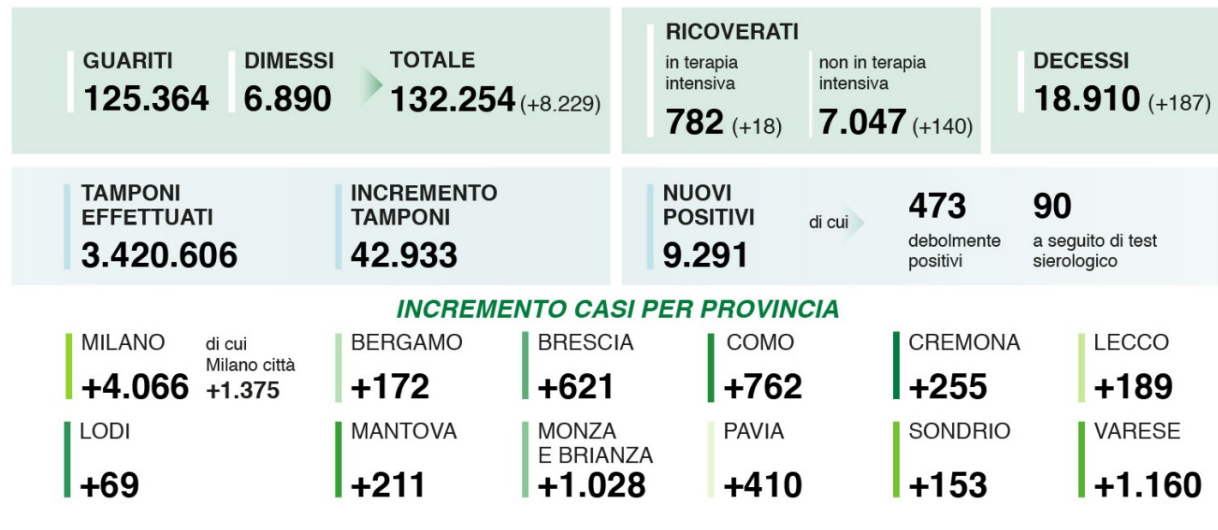 GUARITI
125.364
DIMESSI
6.890
TOTALE
132.254 (+8.229)
RICOVERATI
in terapia
intensiva
782 (+18)
non in terapia
intensiva
7.047 (+140)
DECESSI
18.910 (+187)
TAMPONI
EFFETTUATI
3.420.606
INCREMENTO
TAMPONI
42.933
NUOVI
POSITIVI
9.291
di cui
473
debolmente
positivi
90
a seguito di test
sierologico
INCREMENTO CASI PER PROVINCIA
MILANO
+4.066
di cui
Milano città
+1.375
BERGAMO
+172
BRESCIA
+621
COMO
+762
CREMONA
+255
LECCO
+189
LODI
+69
MANTOVA
+211
MONZA
E BRIANZA
+1.028
PAVIA
+410
SONDRIO
+153
VARESE
+1.160